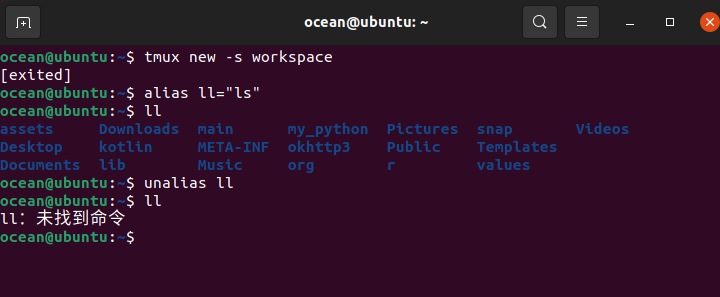 ocean@ubuntu: ~
ocean@ubuntu:~$ tmux new -s workspace
[exited]
ocean@ubuntu:~$ alias ll="ls"
ocean@ubuntu:~$ ll
assets Downloads main my_python Pictures snap Videos
Desktop kotlin META-INF okhttp3 Public Templates
Documents lib Music org r values
ocean@ubuntu:~$ unalias ll
ocean@ubuntu:~$ ll
ll：未找到命令
ocean@ubuntu:~$